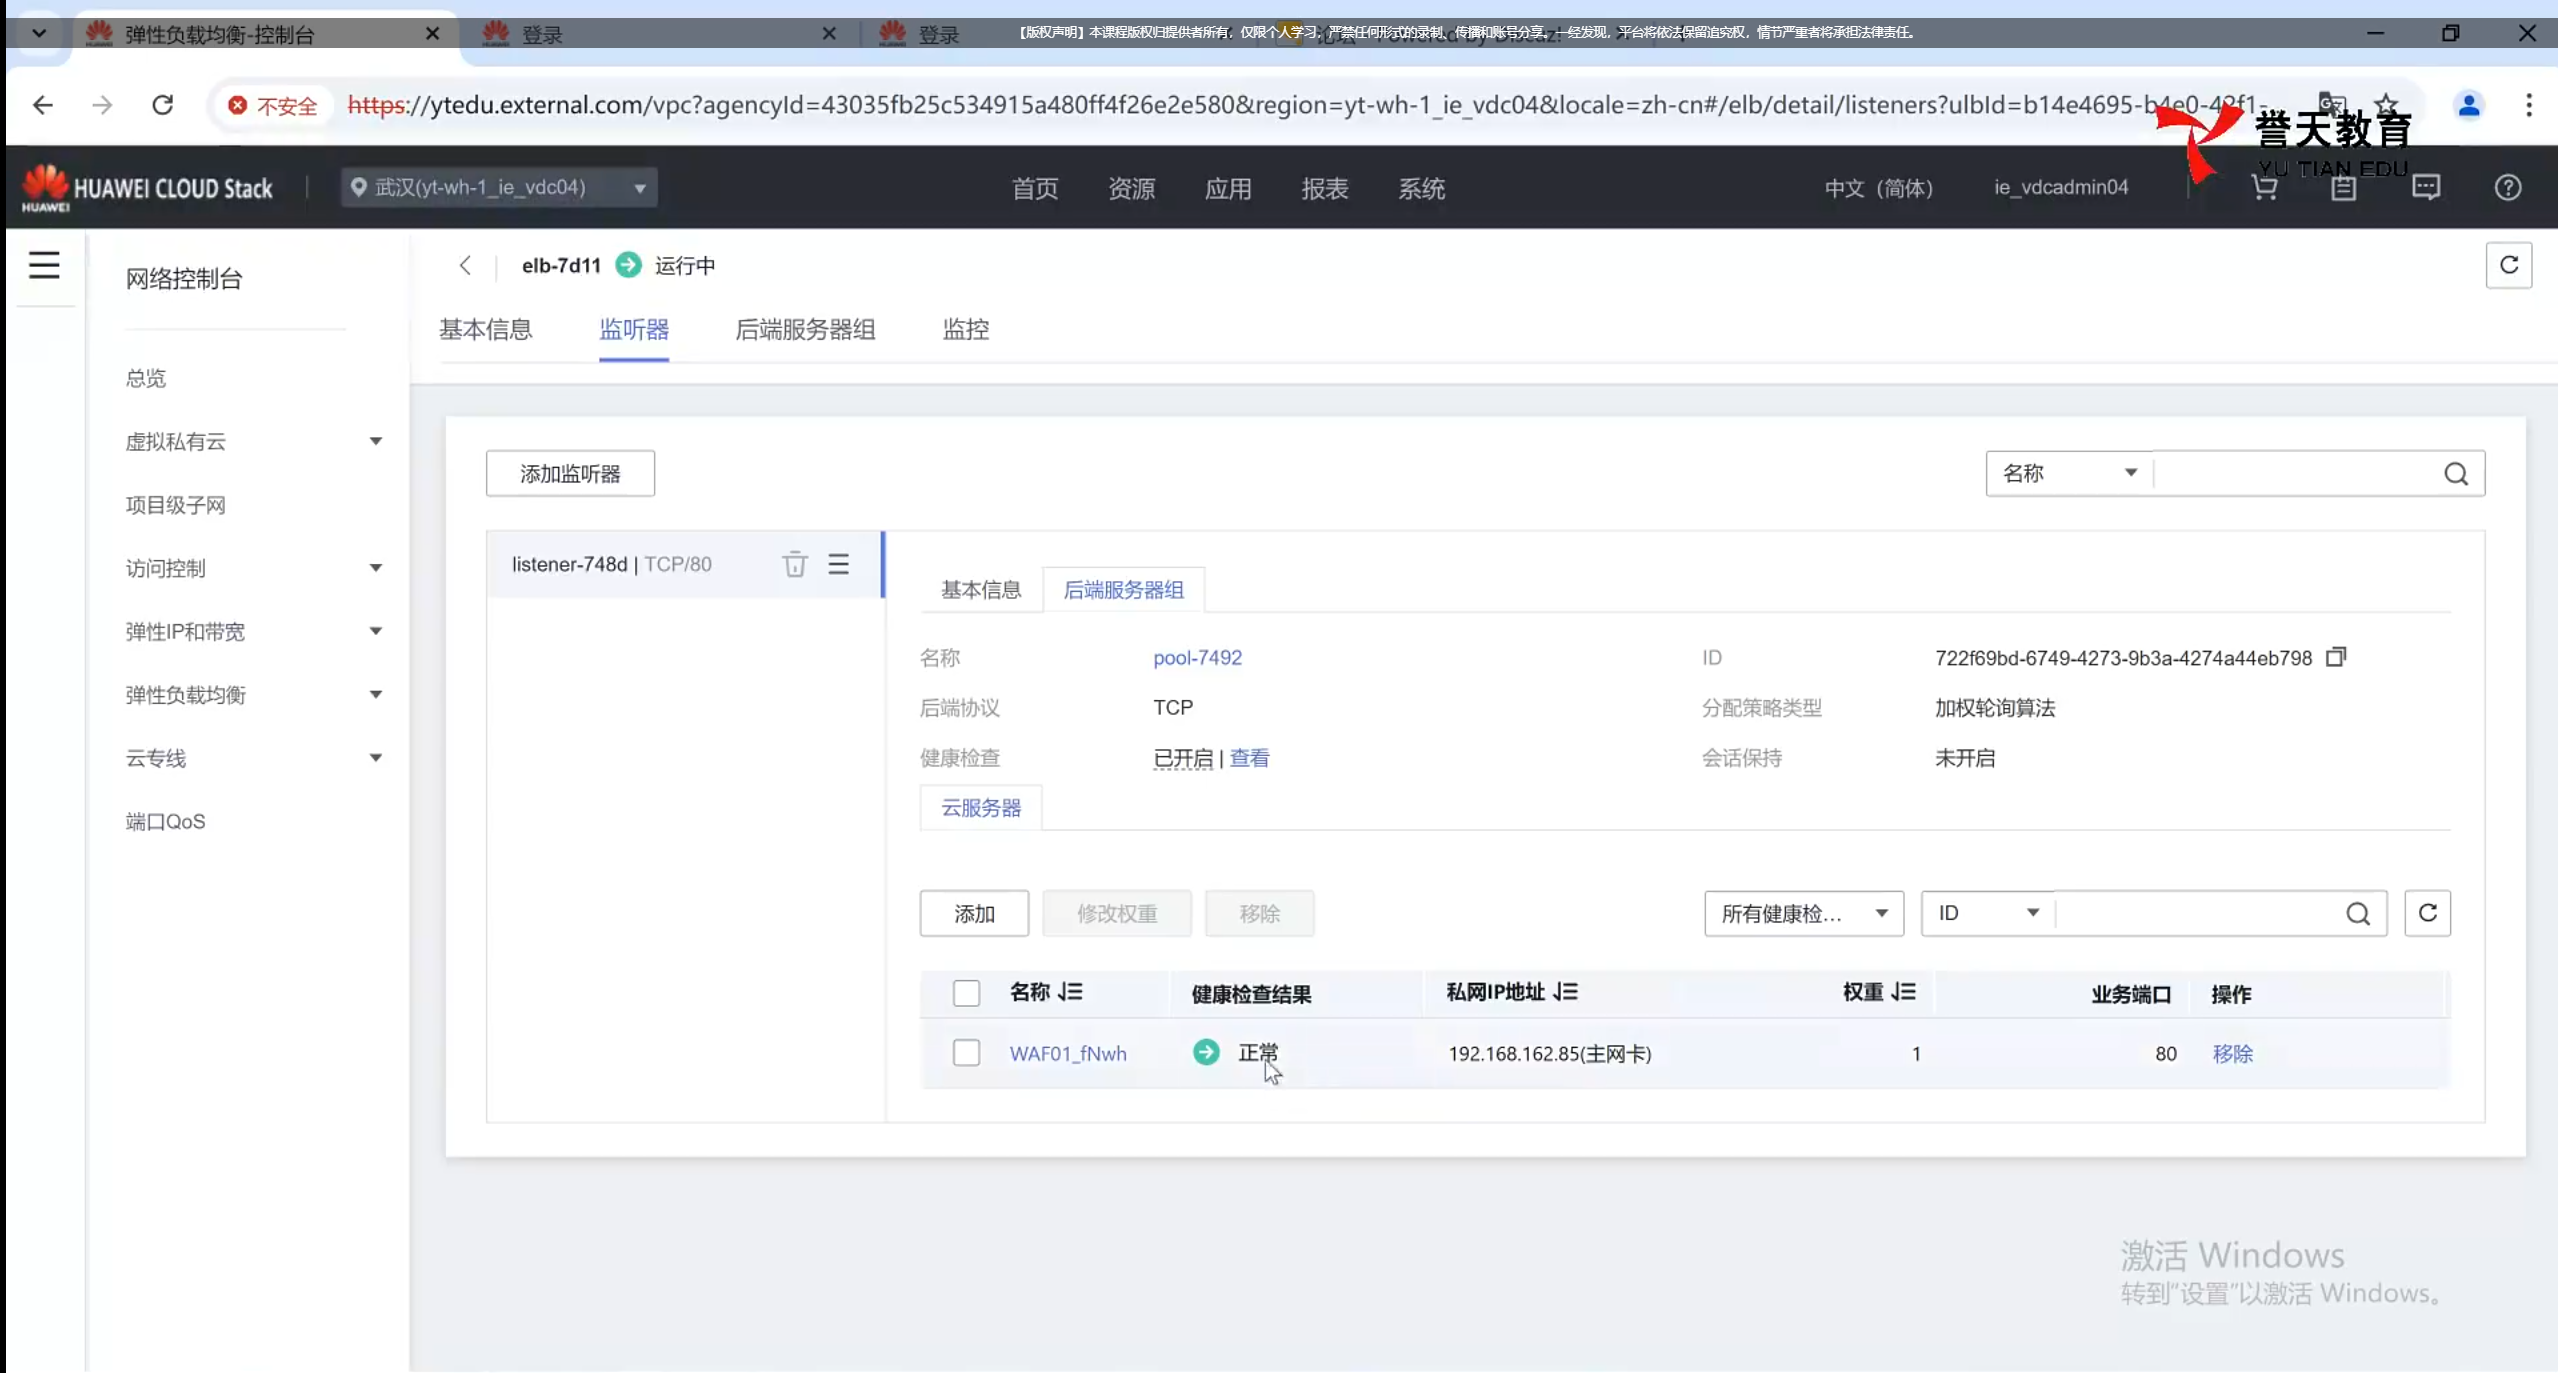 弹性负载均衡-控制台
登录
登录
【版权声明】本课程版权归提供者所有，仅限个人学习，严禁任何形式的录制、传播和账号分享。一经发现，平台将依法保留追究权，情节严重者将承担法律责任。
不安全
https://ytedu.external.com/vpc?agencyId=43035fb25c534915a480ff4f26e2e580&region=yt-wh-1_ie_vdc04&locale=zh-cn#/elb/detail/listeners?ulbId=b14e4695-b4e0-42f1-...
誉天教育
YU TIAN EDU
HUAWEI
HUAWEI CLOUD Stack
武汉(yt-wh-1_ie_vdc04)
首页
资源
应用
报表
系统
中文（简体）
ie_vdcadmin04
网络控制台
总览
虚拟私有云
项目级子网
访问控制
弹性IP和带宽
弹性负载均衡
云专线
端口QoS
elb-7d11
运行中
基本信息
监听器
后端服务器组
监控
添加监听器
名称
listener-748d | TCP/80
基本信息
后端服务器组
名称
pool-7492
ID
722f69bd-6749-4273-9b3a-4274a44eb798
后端协议
TCP
分配策略类型
加权轮询算法
健康检查
已开启 | 查看
会话保持
未开启
云服务器
添加
修改权重
移除
所有健康检...
ID
名称
健康检查结果
私网IP地址
权重
业务端口
操作
WAF01_fNwh
正常
192.168.162.85(主网卡)
1
80
移除
激活 Windows
转到"设置"以激活 Windows。